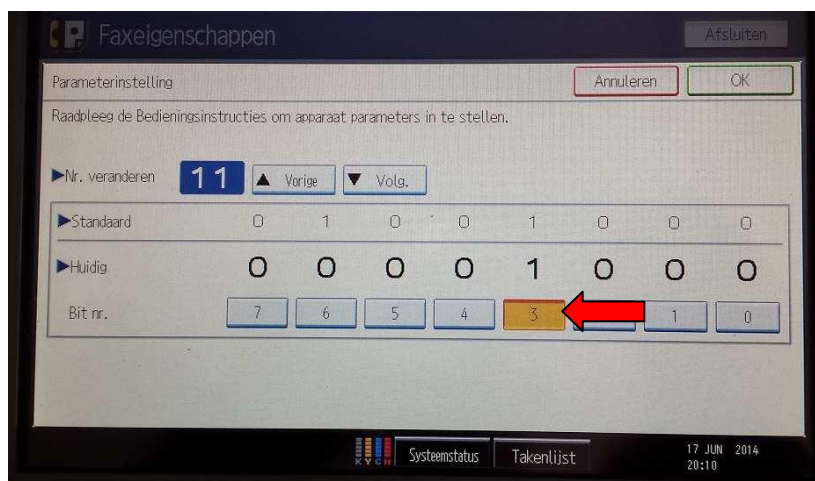 Faxeigenschappen Afsluiten
Parameterinstelling Annuleren OK
Raadpleeg de Bedieningsinstructies om apparaat parameters in te stellen.
►Nr. veranderen 11 ▲ Vorige ▼ Volg.
►Standaard 0 1 0 0 1 0 0 0
►Huidig 0 0 0 0 1 0 0 0
Bit nr. 7 6 5 4 3 1 0
K Y C M Systeemstatus Takenlijst 17 JUN 2014
20:10